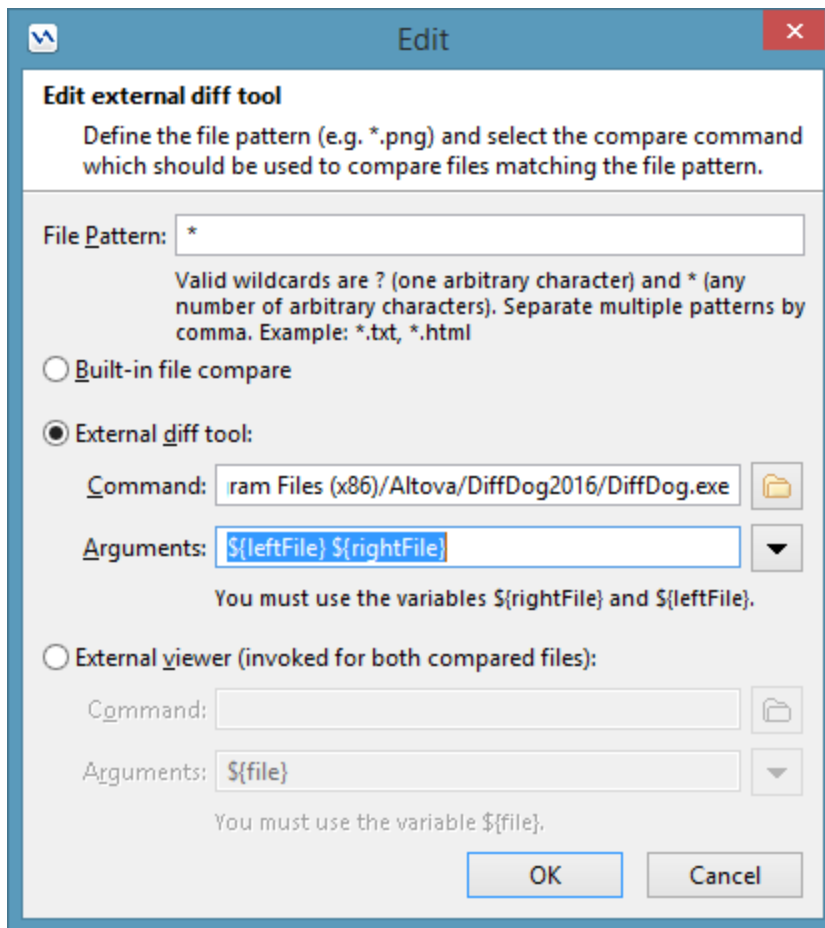 Edit
Edit external diff tool
Define the file pattern (e.g. *.png) and select the compare command
which should be used to compare files matching the file pattern.
File Pattern: *
Valid wildcards are ? (one arbitrary character) and * (any
number of arbitrary characters). Separate multiple patterns by
comma. Example: *.txt, *.html
Built-in file compare
External diff tool:
Command: ram Files (x86)/Altova/DiffDog2016/DiffDog.exe
Arguments: ${leftFile} ${rightFile}
You must use the variables ${rightFile} and ${leftFile}.
External viewer (invoked for both compared files):
Command:
Arguments: ${file}
You must use the variable ${file}.
OK Cancel